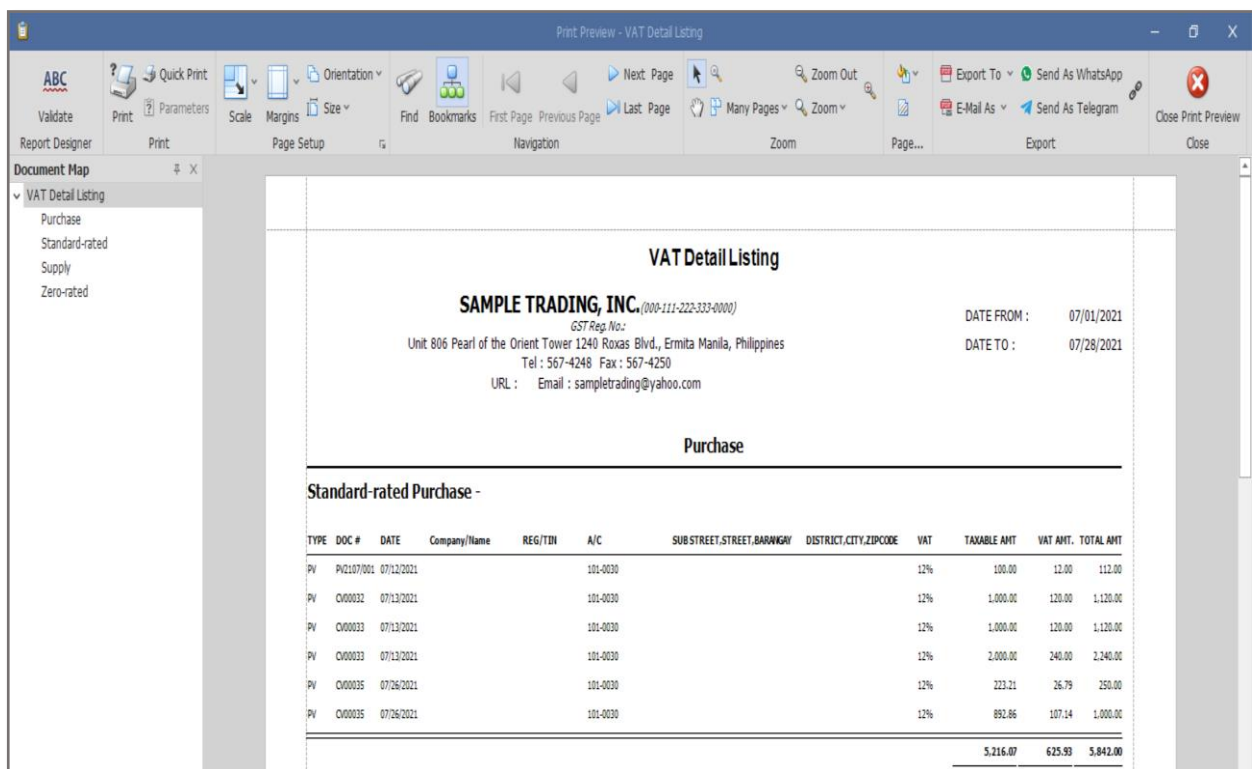 Print Preview - VAT Detail Listing
ABC
Validate
Report Designer
Print
Quick Print
Parameters
Print
Scale
Margins
Orientation
Size
Page Setup
Find
Bookmarks
First Page
Previous Page
Next Page
Last Page
Navigation
Many Pages
Zoom Out
Zoom
Zoom
Page...
Export To
E-Mail As
Send As WhatsApp
Send As Telegram
Export
Close Print Preview
Close
Document Map
VAT Detail Listing
Purchase
Standard-rated
Supply
Zero-rated
VAT Detail Listing
SAMPLE TRADING, INC. (000-111-222-333-0000)
GST Reg. No.:
Unit 806 Pearl of the Orient Tower 1240 Roxas Blvd., Ermita Manila, Philippines
Tel : 567-4248 Fax : 567-4250
URL : Email : sampletrading@yahoo.com
DATE FROM : 07/01/2021
DATE TO : 07/28/2021
Purchase
Standard-rated Purchase -
TYPE DOC # DATE Company/Name REG/TIN A/C SUB STREET,STREET,BARANGAY DISTRICT,CITY,ZIPCODE VAT TAXABLE AMT VAT AMT. TOTAL AMT
PV PV2107/001 07/12/2021 101-0030 12% 100.00 12.00 112.00
PV CV00032 07/13/2021 101-0030 12% 1,000.00 120.00 1,120.00
PV CV00033 07/13/2021 101-0030 12% 1,000.00 120.00 1,120.00
PV CV00033 07/13/2021 101-0030 12% 2,000.00 240.00 2,240.00
PV CV00035 07/26/2021 101-0030 12% 223.21 26.79 250.00
PV CV00035 07/26/2021 101-0030 12% 892.86 107.14 1,000.00
5,216.07 625.93 5,842.00